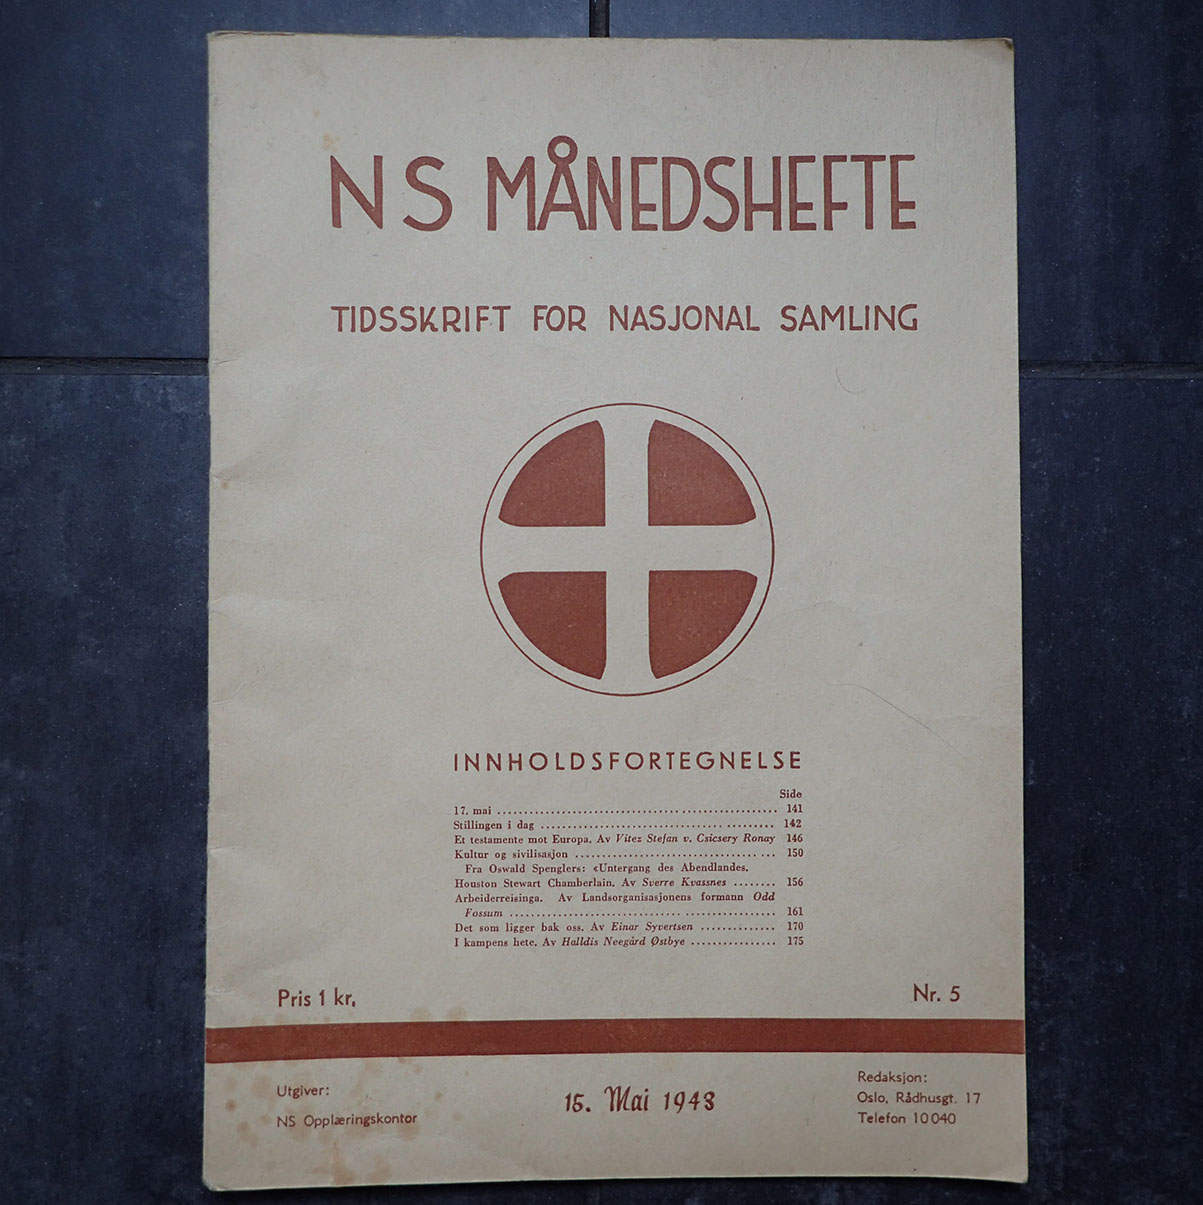 NS MÅNEDSHEFTE
TIDSSKRIFT FOR NASJONAL SAMLING
INNHOLDSFORTEGNELSE
Side
17. mai ........................................ 141
Stillingen i dag ........................................ 142
Et testamente mot Europa. Av Vitez Stefan v. Csicsery Ronay 146
Kultur og sivilisasjon ........................................ 150
Fra Oswald Spenglers: «Untergang des Abendlandes.
Houston Stewart Chamberlain. Av Sverre Kvassnes ........ 156
Arbeiderreisinga. Av Landsorganisasjonens formann Odd
Fossum ........................................ 161
Det som ligger bak oss. Av Einar Syvertsen .............. 170
I kampens hete. Av Halldis Neegård Østbye ................ 175
Pris 1 kr.
Nr. 5
Utgiver:
NS Opplæringskontor
15. Mai 1943
Redaksjon:
Oslo, Rådhusgt. 17
Telefon 10040